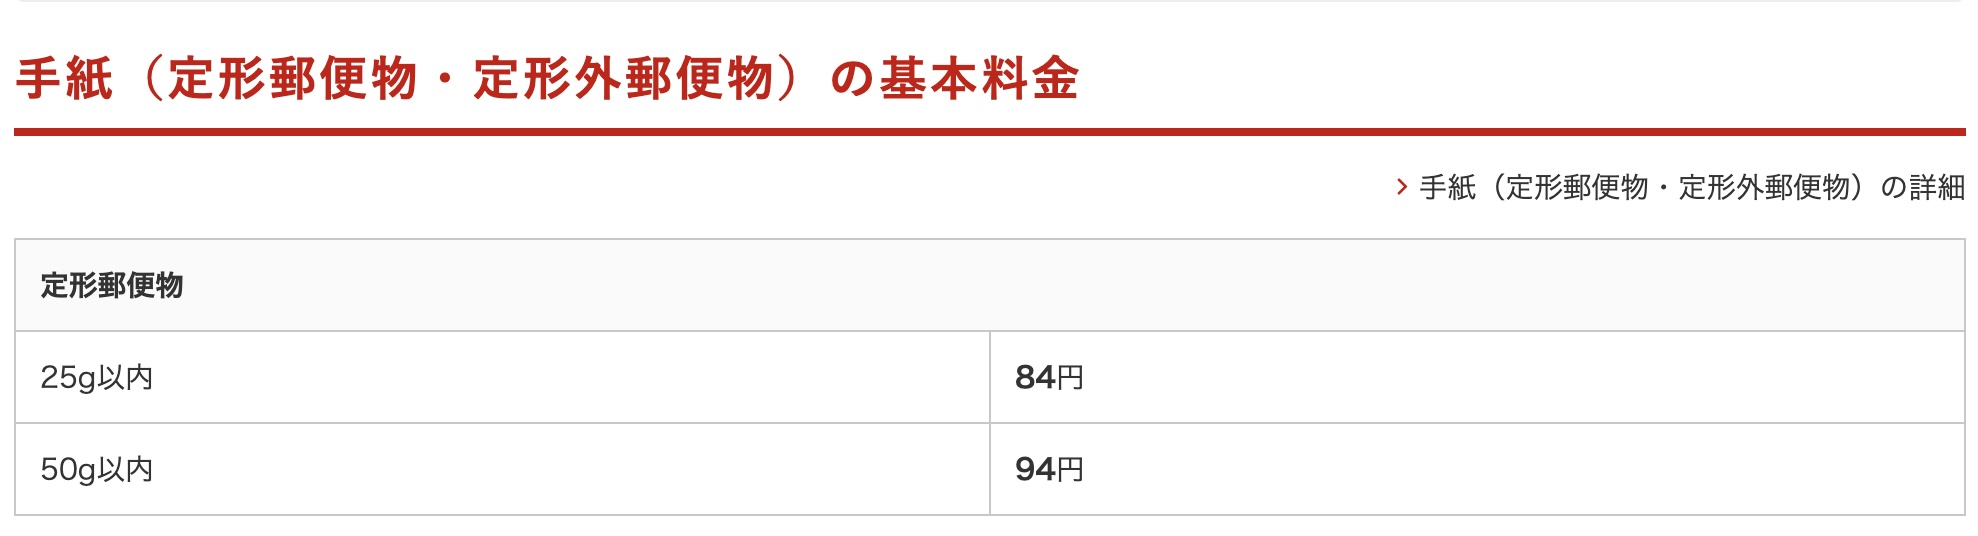 手紙（定形郵便物・定形外郵便物）の基本料金
手紙（定形郵便物・定形外郵便物）の詳細
定形郵便物
25g以内 84円
50g以内 94円